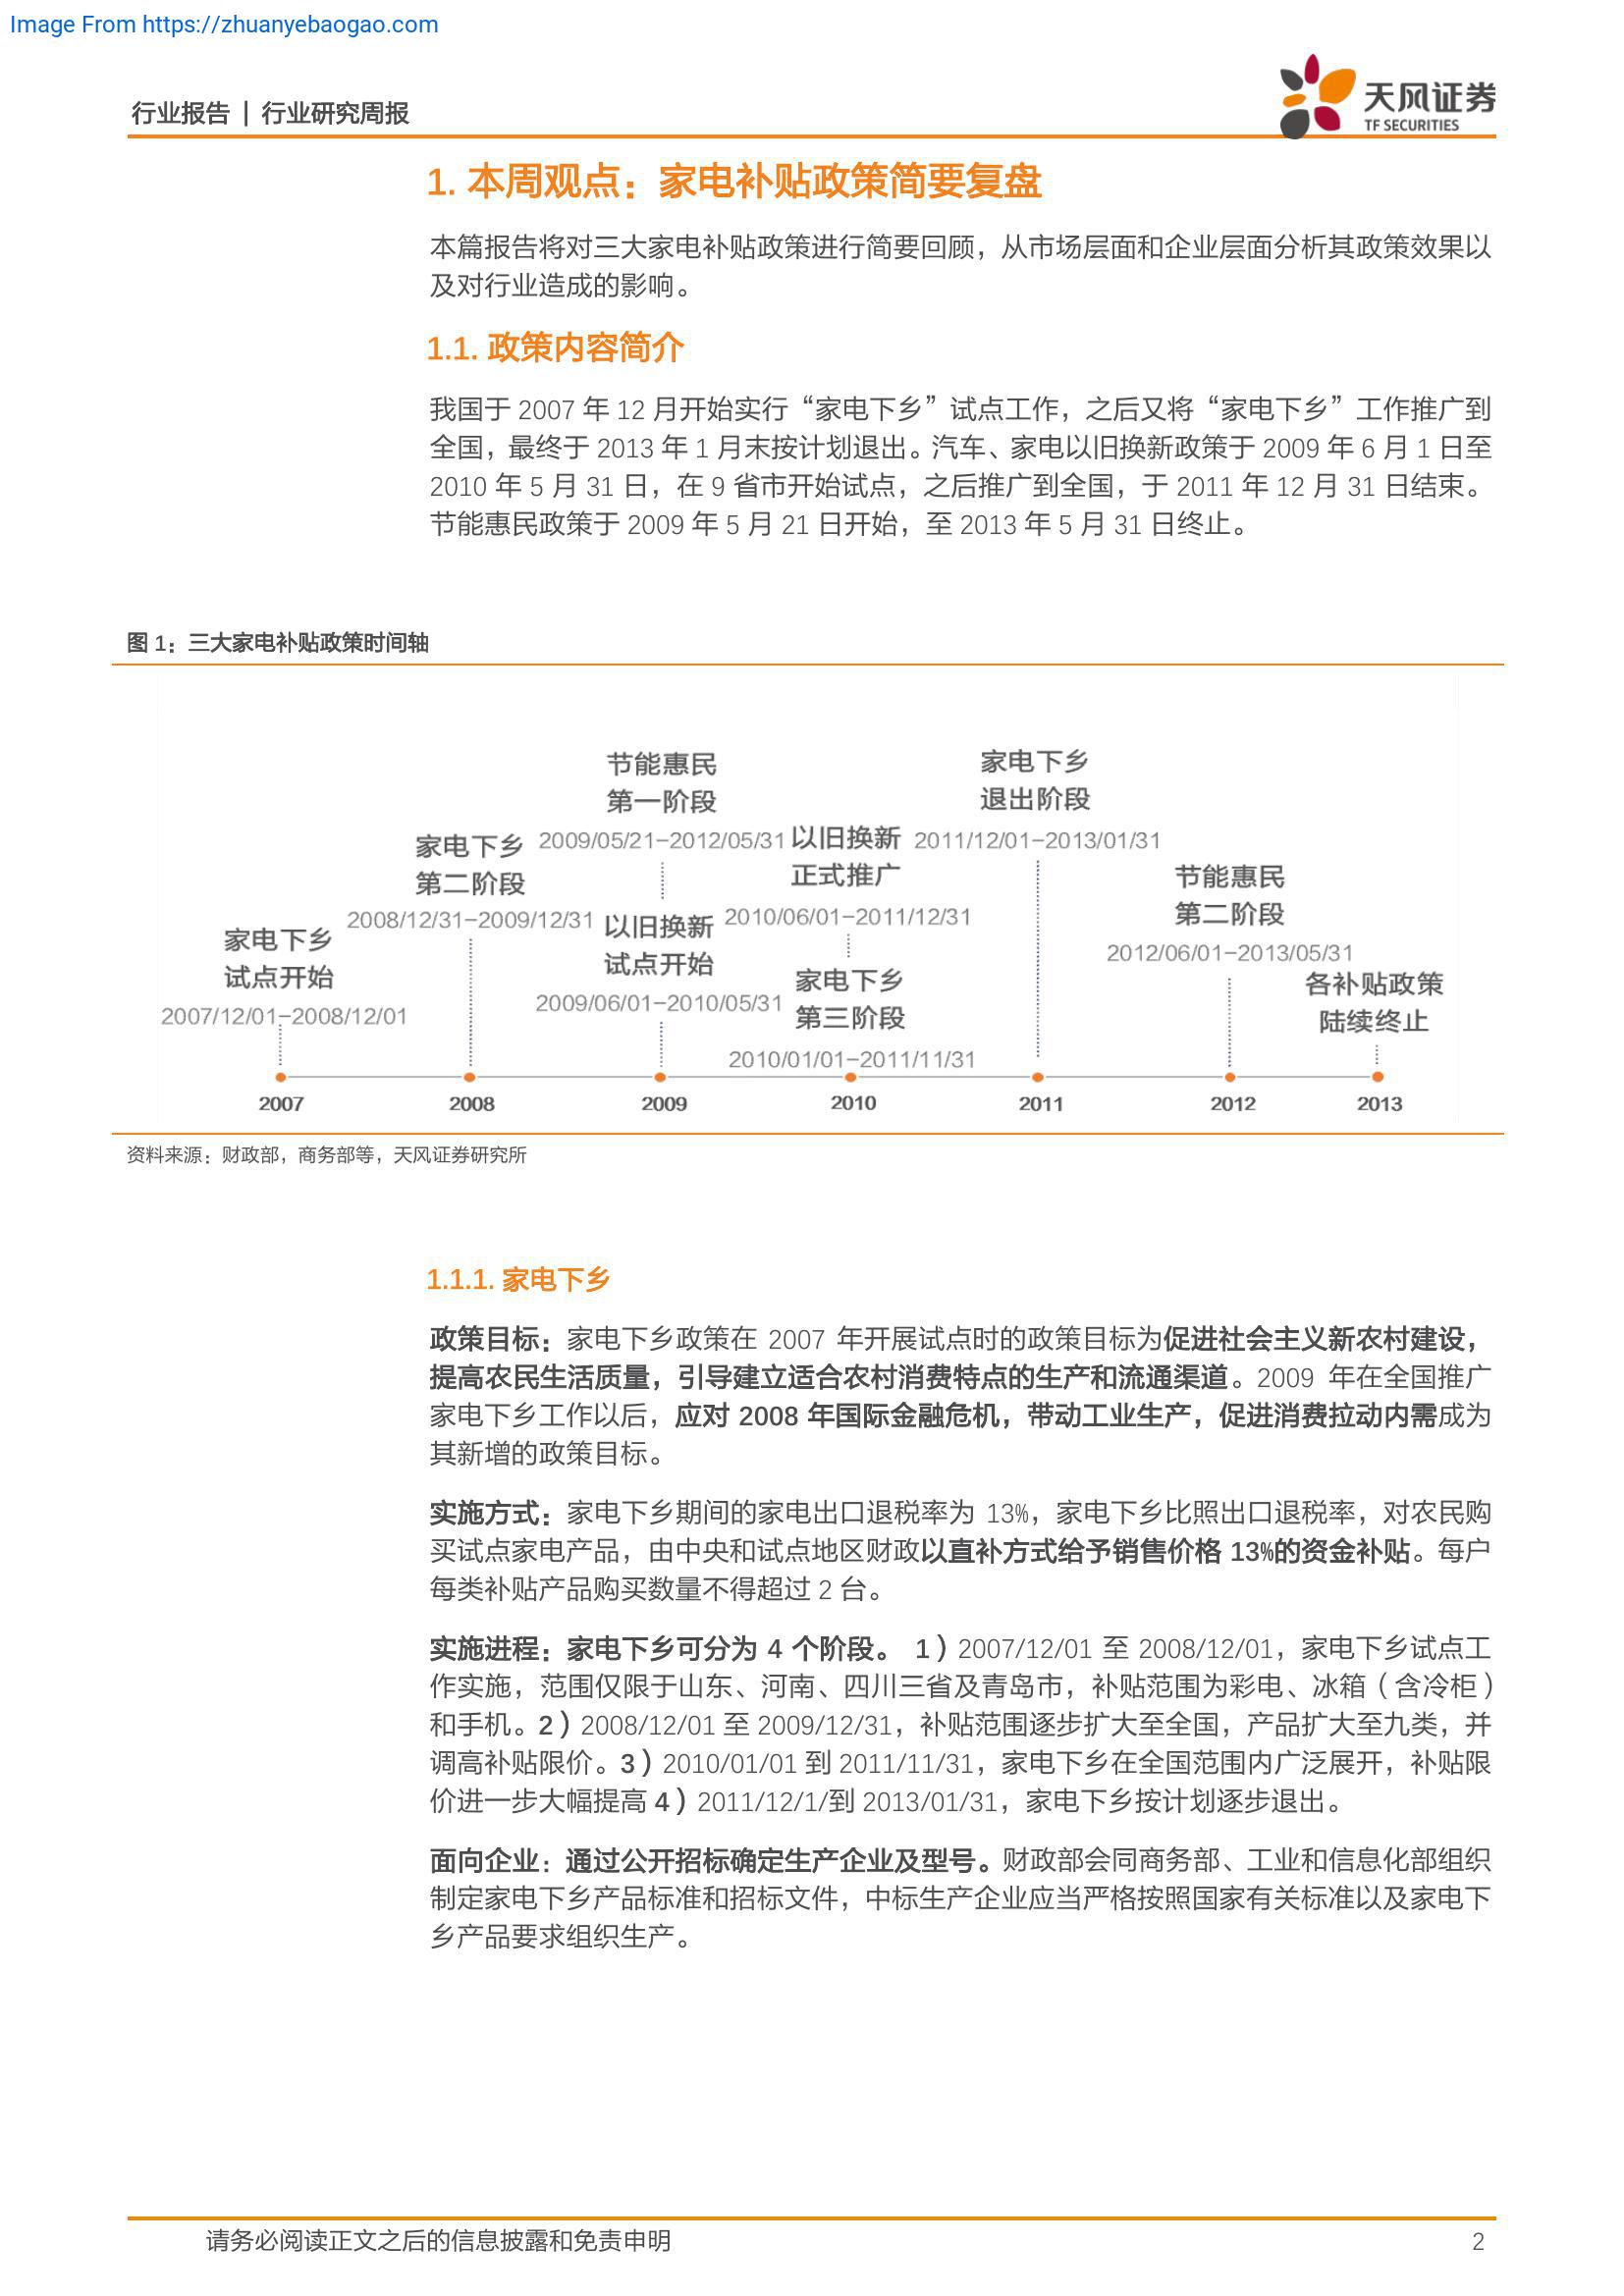 Image From https://zhuanyebaogao.com
行业报告 | 行业研究周报
天风证券
TF SECURITIES
1. 本周观点：家电补贴政策简要复盘
本篇报告将对三大家电补贴政策进行简要回顾，从市场层面和企业层面分析其政策效果以
及对行业造成的影响。
1.1. 政策内容简介
我国于 2007 年 12 月开始实行“家电下乡”试点工作，之后又将“家电下乡”工作推广到
全国，最终于 2013 年 1 月末按计划退出。汽车、家电以旧换新政策于 2009 年 6 月 1 日至
2010 年 5 月 31 日，在 9 省市开始试点，之后推广到全国，于 2011 年 12 月 31 日结束。
节能惠民政策于 2009 年 5 月 21 日开始，至 2013 年 5 月 31 日终止。
图 1：三大家电补贴政策时间轴
家电下乡
试点开始
2007/12/01-2008/12/01
家电下乡
第二阶段
2008/12/31-2009/12/31
节能惠民
第一阶段
2009/05/21-2012/05/31
以旧换新
试点开始
2009/06/01-2010/05/31
以旧换新
正式推广
2010/06/01-2011/12/31
家电下乡
第三阶段
2010/01/01-2011/11/31
家电下乡
退出阶段
2011/12/01-2013/01/31
节能惠民
第二阶段
2012/06/01-2013/05/31
各补贴政策
陆续终止
2007 2008 2009 2010 2011 2012 2013
资料来源：财政部，商务部等，天风证券研究所
1.1.1. 家电下乡
政策目标：家电下乡政策在 2007 年开展试点时的政策目标为促进社会主义新农村建设，
提高农民生活质量，引导建立适合农村消费特点的生产和流通渠道。2009 年在全国推广
家电下乡工作以后，应对 2008 年国际金融危机，带动工业生产，促进消费拉动内需成为
其新增的政策目标。
实施方式：家电下乡期间的家电出口退税率为 13%，家电下乡比照出口退税率，对农民购
买试点家电产品，由中央和试点地区财政以直补方式给予销售价格 13%的资金补贴。每户
每类补贴产品购买数量不得超过 2 台。
实施进程：家电下乡可分为 4 个阶段。 1）2007/12/01 至 2008/12/01，家电下乡试点工
作实施，范围仅限于山东、河南、四川三省及青岛市，补贴范围为彩电、冰箱（含冷柜）
和手机。2）2008/12/01 至 2009/12/31，补贴范围逐步扩大至全国，产品扩大至九类，并
调高补贴限价。3）2010/01/01 到 2011/11/31，家电下乡在全国范围内广泛展开，补贴限
价进一步大幅提高 4）2011/12/1/到 2013/01/31，家电下乡按计划逐步退出。
面向企业：通过公开招标确定生产企业及型号。财政部会同商务部、工业和信息化部组织
制定家电下乡产品标准和招标文件，中标生产企业应当严格按照国家有关标准以及家电下
乡产品要求组织生产。
请务必阅读正文之后的信息披露和免责申明
2